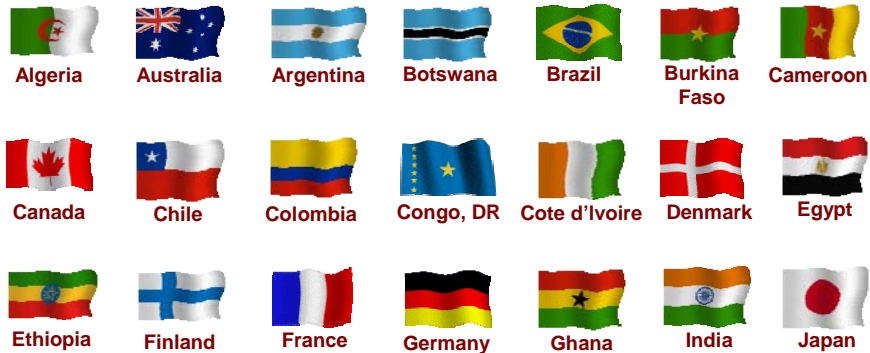 Algeria Australia Argentina Botswana Brazil Burkina Faso Cameroon
Canada Chile Colombia Congo, DR Cote d'Ivoire Denmark Egypt
Ethiopia Finland France Germany Ghana India Japan